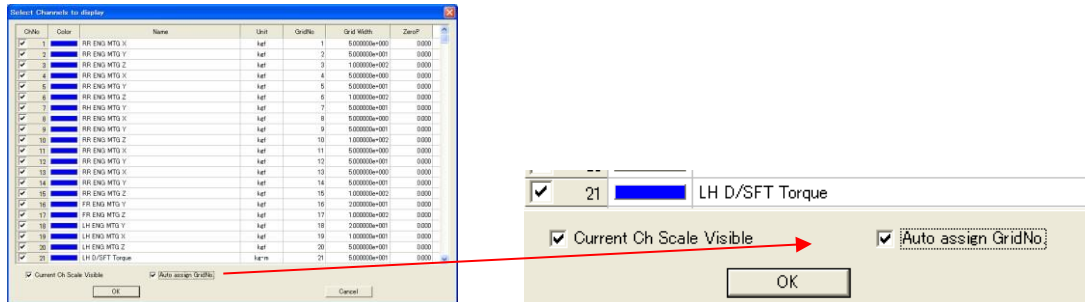 Select Channels to display
ChNo Color Name Unit GridNo Grid Width ZeroP
1 RR ENG MTG X kgf 1 5.000000e+000 0.000
2 RR ENG MTG Y kgf 2 5.000000e+001 0.000
3 RR ENG MTG Z kgf 3 1.000000e+002 0.000
4 RR ENG MTG X kgf 4 5.000000e+000 0.000
5 RR ENG MTG Y kgf 5 5.000000e+001 0.000
6 RR ENG MTG Z kgf 6 1.000000e+002 0.000
7 RH ENG MTG Y kgf 7 5.000000e+001 0.000
8 RR ENG MTG X kgf 8 5.000000e+000 0.000
9 RR ENG MTG Y kgf 9 5.000000e+001 0.000
10 RR ENG MTG Z kgf 10 1.000000e+002 0.000
11 RR ENG MTG X kgf 11 5.000000e+000 0.000
12 RR ENG MTG Y kgf 12 5.000000e+001 0.000
13 RR ENG MTG X kgf 13 5.000000e+000 0.000
14 RR ENG MTG Y kgf 14 5.000000e+001 0.000
15 RR ENG MTG Z kgf 15 1.000000e+002 0.000
16 FR ENG MTG Y kgf 16 2.000000e+001 0.000
17 FR ENG MTG Z kgf 17 1.000000e+002 0.000
18 LH ENG MTG Y kgf 18 2.000000e+001 0.000
19 LH ENG MTG X kgf 19 1.000000e+001 0.000
20 LH ENG MTG Z kgf 20 5.000000e+001 0.000
21 LH D/SFT Torque kg-m 21 5.000000e+001 0.000
Current Ch Scale Visible Auto assign GridNo.
OK Cancel
21 LH D/SFT Torque
Current Ch Scale Visible Auto assign GridNo.
OK